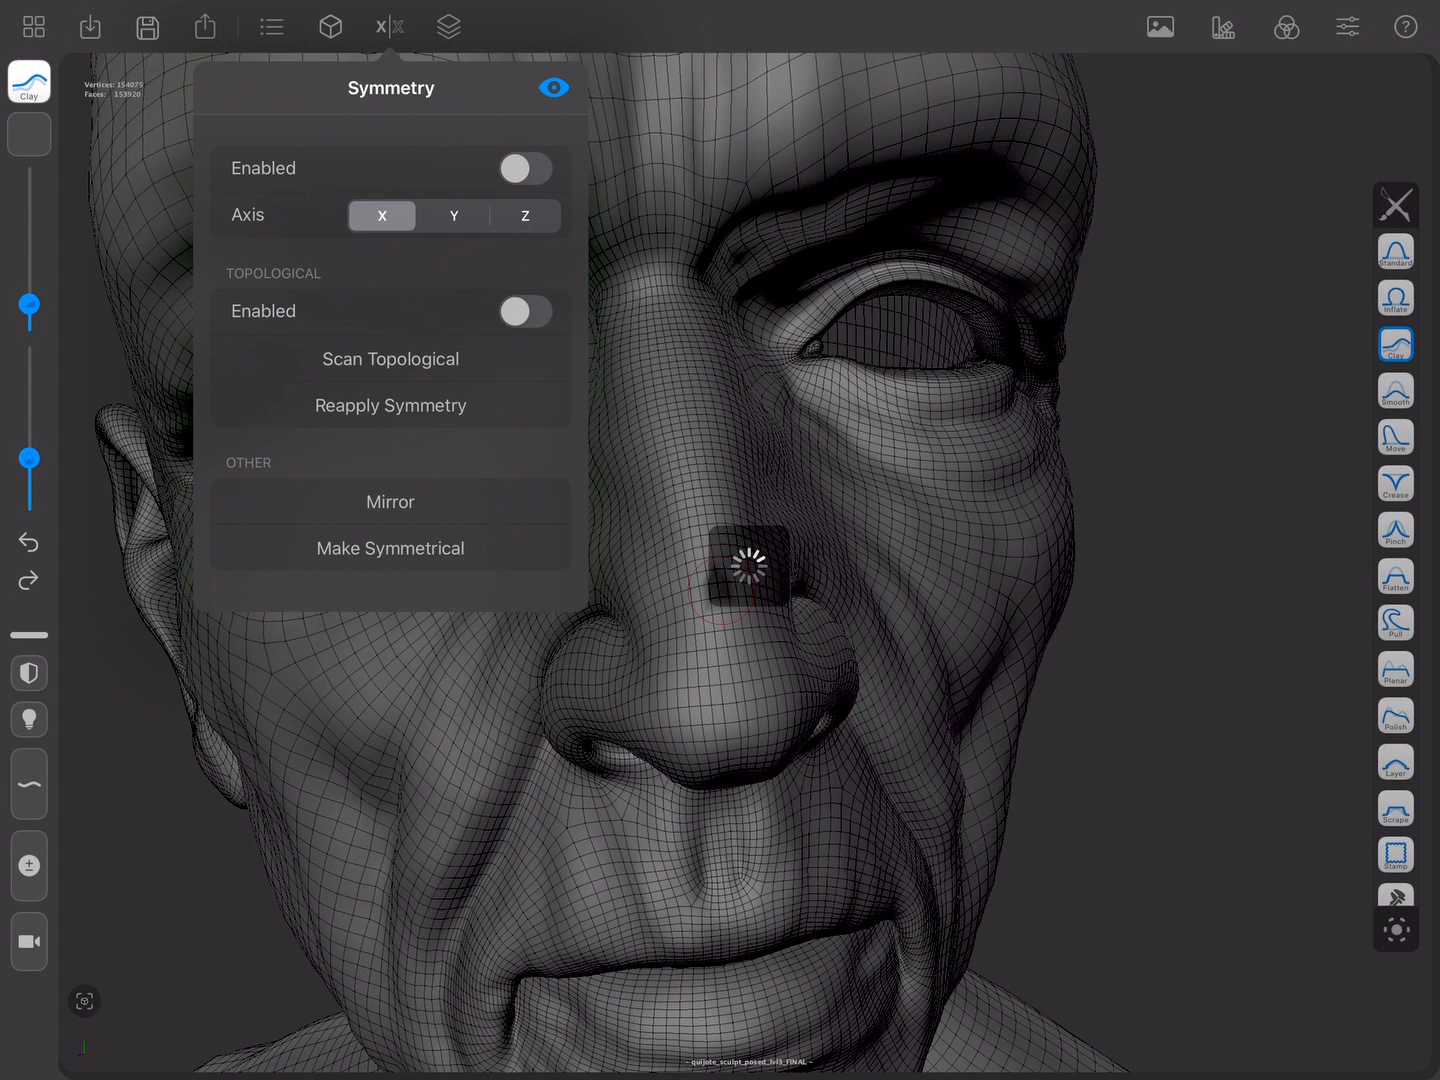 X|X
Clay
Vertices: 154075
Faces: 153920
Symmetry
Enabled
Axis X Y Z
TOPOLOGICAL
Enabled
Scan Topological
Reapply Symmetry
OTHER
Mirror
Make Symmetrical
Standard
Inflate
Clay
Smooth
Move
Crease
Pinch
Flatten
Pull
Planar
Polish
Layer
Scrape
Stamp
~ quijote_sculpt_posed_lvl3_FINAL ~